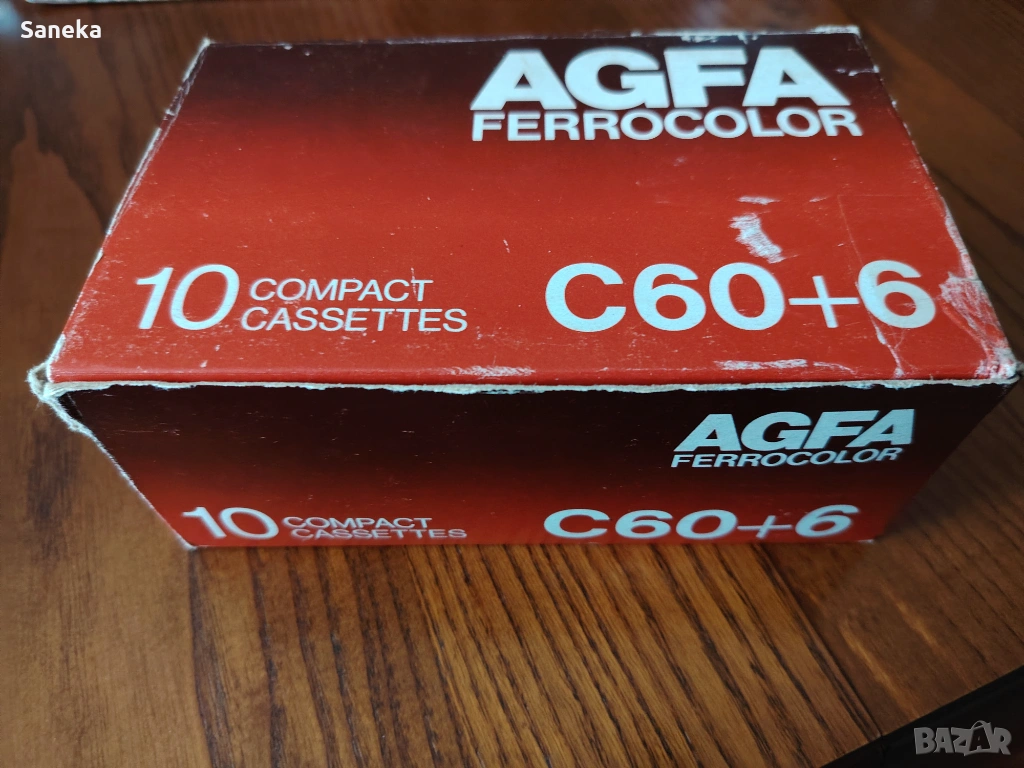 Saneka
AGFA
FERROCOLOR
10 COMPACT
CASSETTES
C60+6
AGFA
FERROCOLOR
10 COMPACT
CASSETTES
C60+6
BAZAR